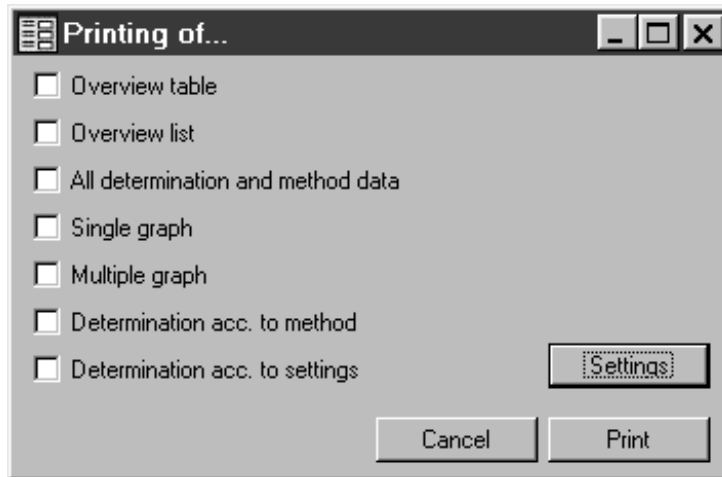 Printing of...
Overview table
Overview list
All determination and method data
Single graph
Multiple graph
Determination acc. to method
Determination acc. to settings
Settings
Cancel
Print